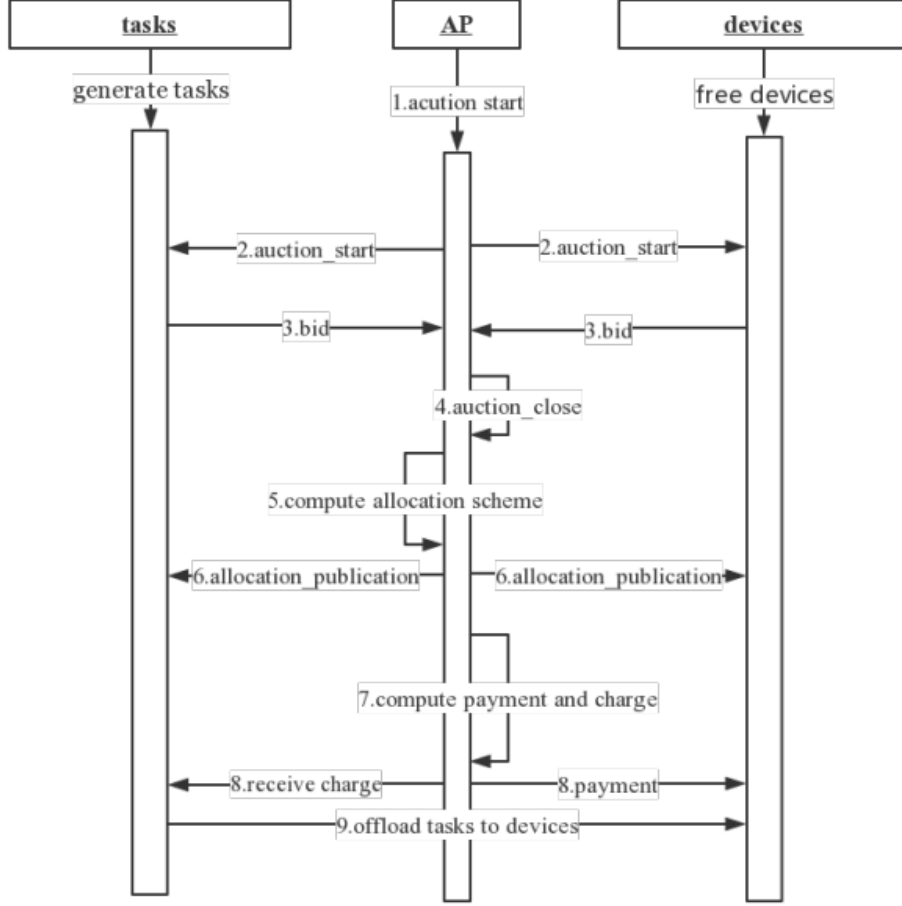 tasks
AP
devices
generate tasks
1.acution start
free devices
2.auction_start
2.auction_start
3.bid
3.bid
4.auction_close
5.compute allocation scheme
6.allocation_publication
6.allocation_publication
7.compute payment and charge
8.receive charge
8.payment
9.offload tasks to devices